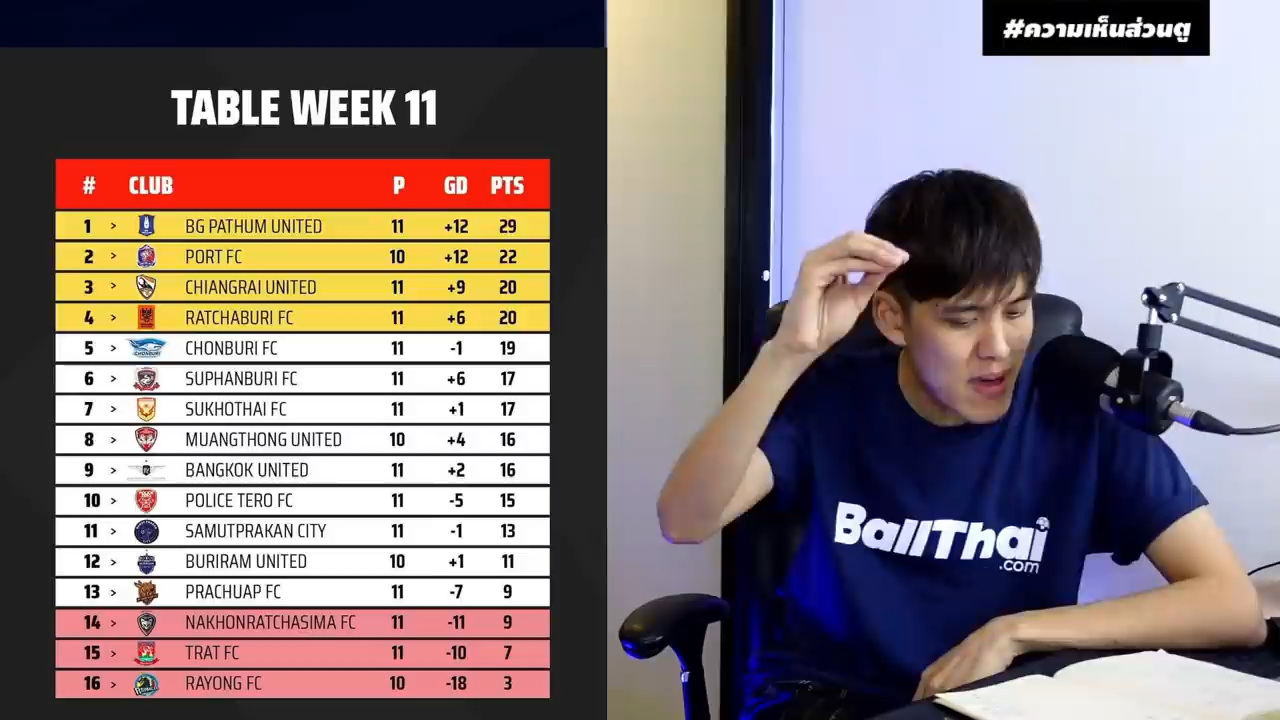 #ความเห็นส่วนตู
TABLE WEEK 11
# CLUB P GD PTS
1 > BG PATHUM UNITED 11 +12 29
2 > PORT FC 10 +12 22
3 > CHIANGRAI UNITED 11 +9 20
4 > RATCHABURI FC 11 +6 20
5 > CHONBURI FC 11 -1 19
6 > SUPHANBURI FC 11 +6 17
7 > SUKHOTHAI FC 11 +1 17
8 > MUANGTHONG UNITED 10 +4 16
9 > BANGKOK UNITED 11 +2 16
10 > POLICE TERO FC 11 -5 15
11 > SAMUTPRAKAN CITY 11 -1 13
12 > BURIRAM UNITED 10 +1 11
13 > PRACHUAP FC 11 -7 9
14 > NAKHONRATCHASIMA FC 11 -11 9
15 > TRAT FC 11 -10 7
16 > RAYONG FC 10 -18 3
BallThai
.com